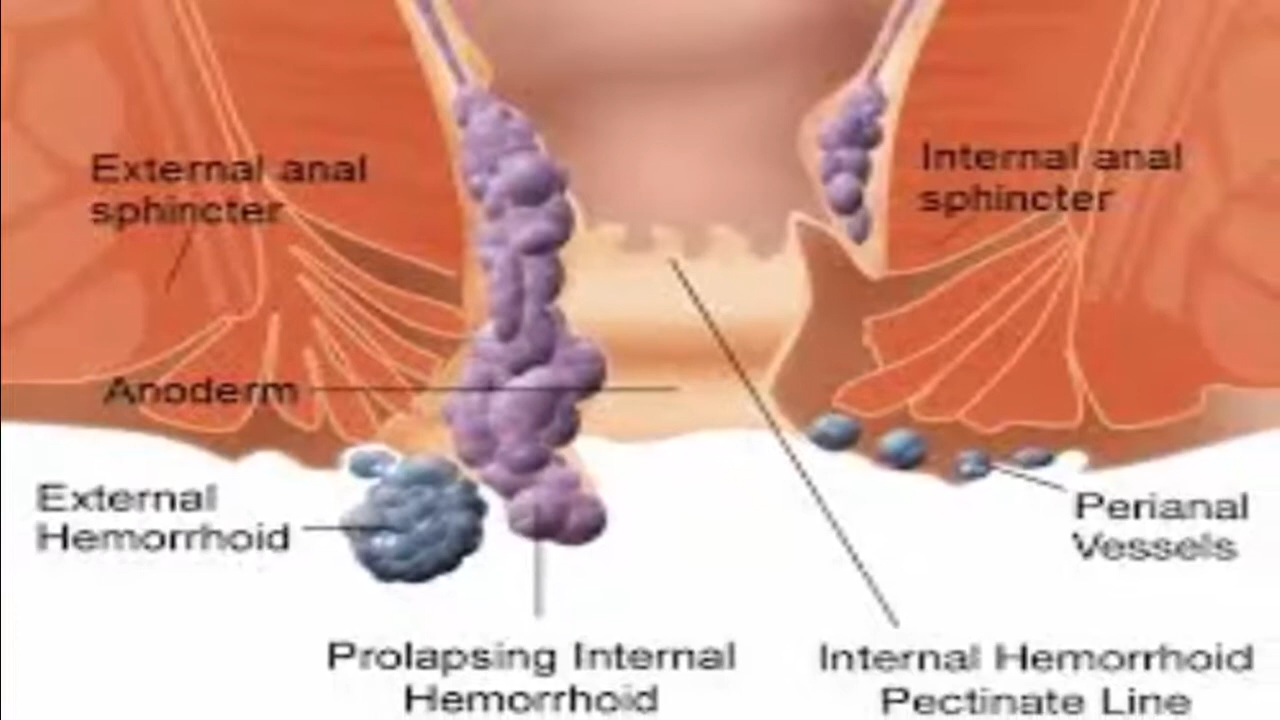 External anal
sphincter
Internal anal
sphincter
Anoderm
External
Hemorrhoid
Perianal
Vessels
Prolapsing Internal
Hemorrhoid
Internal Hemorrhoid
Pectinate Line